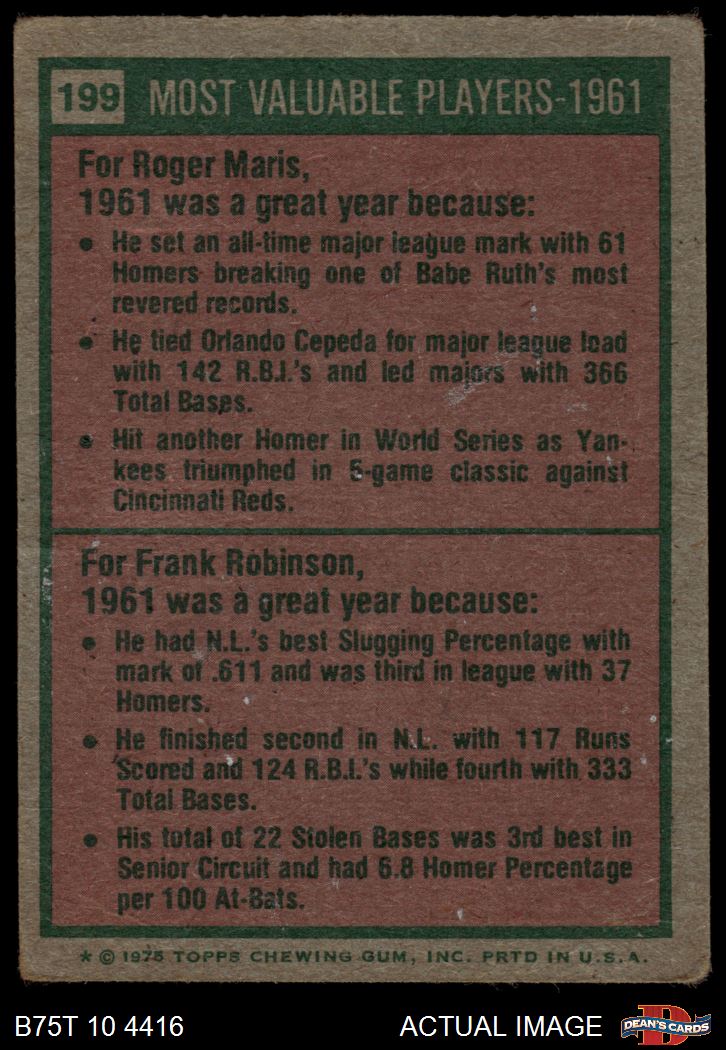 199 MOST VALUABLE PLAYERS-1961
For Roger Maris,
1961 was a great year because:
● He set an all-time major league mark with 61
Homers breaking one of Babe Ruth's most
revered records.
● He tied Orlando Cepeda for major league lead
with 142 R.B.I.'s and led majors with 366
Total Bases.
● Hit another Homer in World Series as Yan-
kees triumphed in 5-game classic against
Cincinnati Reds.
For Frank Robinson,
1961 was a great year because:
● He had N.L.'s best Slugging Percentage with
mark of .611 and was third in league with 37
Homers.
● He finished second in N.L. with 117 Runs
Scored and 124 R.B.I.'s while fourth with 333
Total Bases.
● His total of 22 Stolen Bases was 3rd best in
Senior Circuit and had 6.8 Homer Percentage
per 100 At-Bats.
* © 1975 TOPPS CHEWING GUM, INC. PRTD IN U.S.A.
B75T 10 4416 ACTUAL IMAGE B DEAN'S CARDS